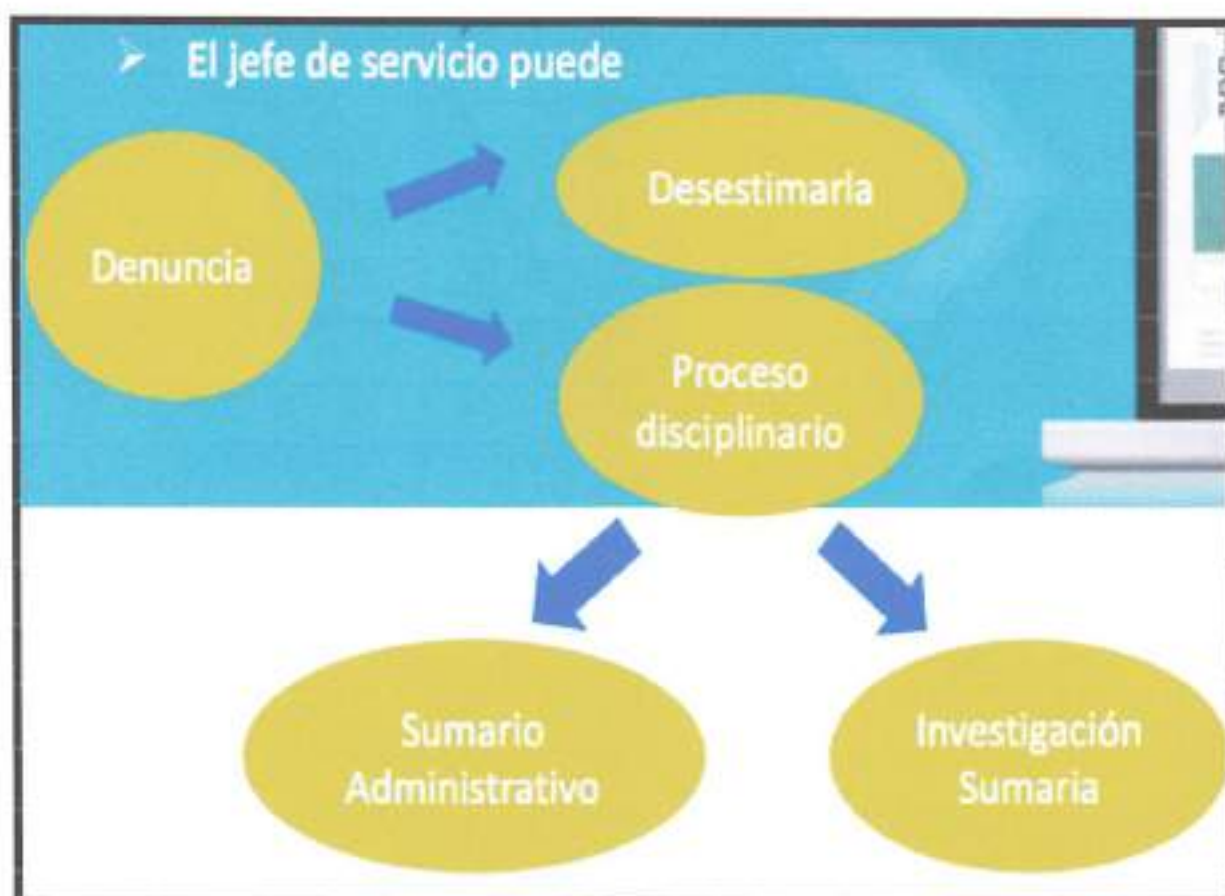 ➤ El jefe de servicio puede
Denuncia
Desestimarla
Proceso
disciplinario
Sumario
Administrativo
Investigación
Sumaria